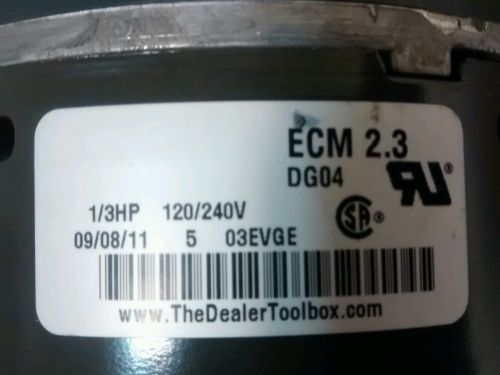 ECM 2.3
DG04
1/3HP 120/240V
09/08/11 5 03EVGE
www.TheDealerToolbox.com